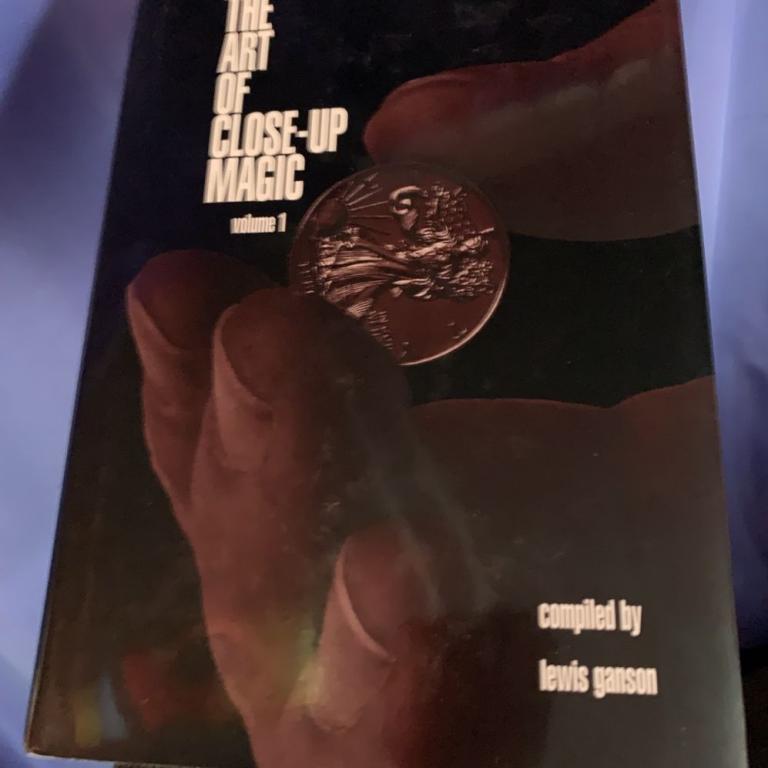 THE
ART
OF
CLOSE-UP
MAGIC
volume 1
compiled by
lewis ganson